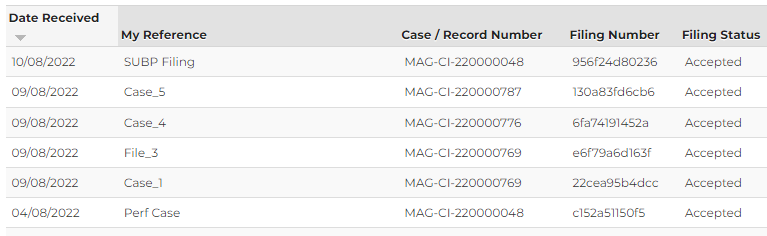 Date Received My Reference Case / Record Number Filing Number Filing Status
10/08/2022 SUBP Filing MAG-CI-220000048 956f24d80236 Accepted
09/08/2022 Case_5 MAG-CI-220000787 130a83fd6cb6 Accepted
09/08/2022 Case_4 MAG-CI-220000776 6fa74191452a Accepted
09/08/2022 File_3 MAG-CI-220000769 e6f79a6d163f Accepted
09/08/2022 Case_1 MAG-CI-220000769 22cea95b4dcc Accepted
04/08/2022 Perf Case MAG-CI-220000048 c152a51150f5 Accepted